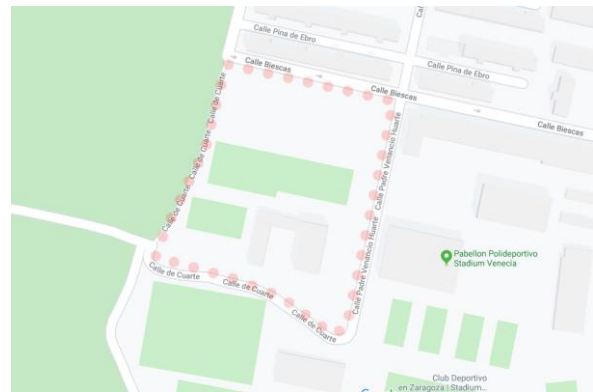 Calle Pina de Ebro
Cal
Calle Pina de Ebro
Calle Biescas
Calle Biescas
Calle Biescas
Calle de Cuarte
Calle de Cuarte
Calle de Cuarte
Calle Padre Venancio Huarte
Calle Padre Venancio Huarte
Calle de Cuarte
Calle de Cuarte
Calle de Cuarte
Pabellon Polideportivo
Stadium Venecia
Club Deportivo
en Zaragoza | Stadium...